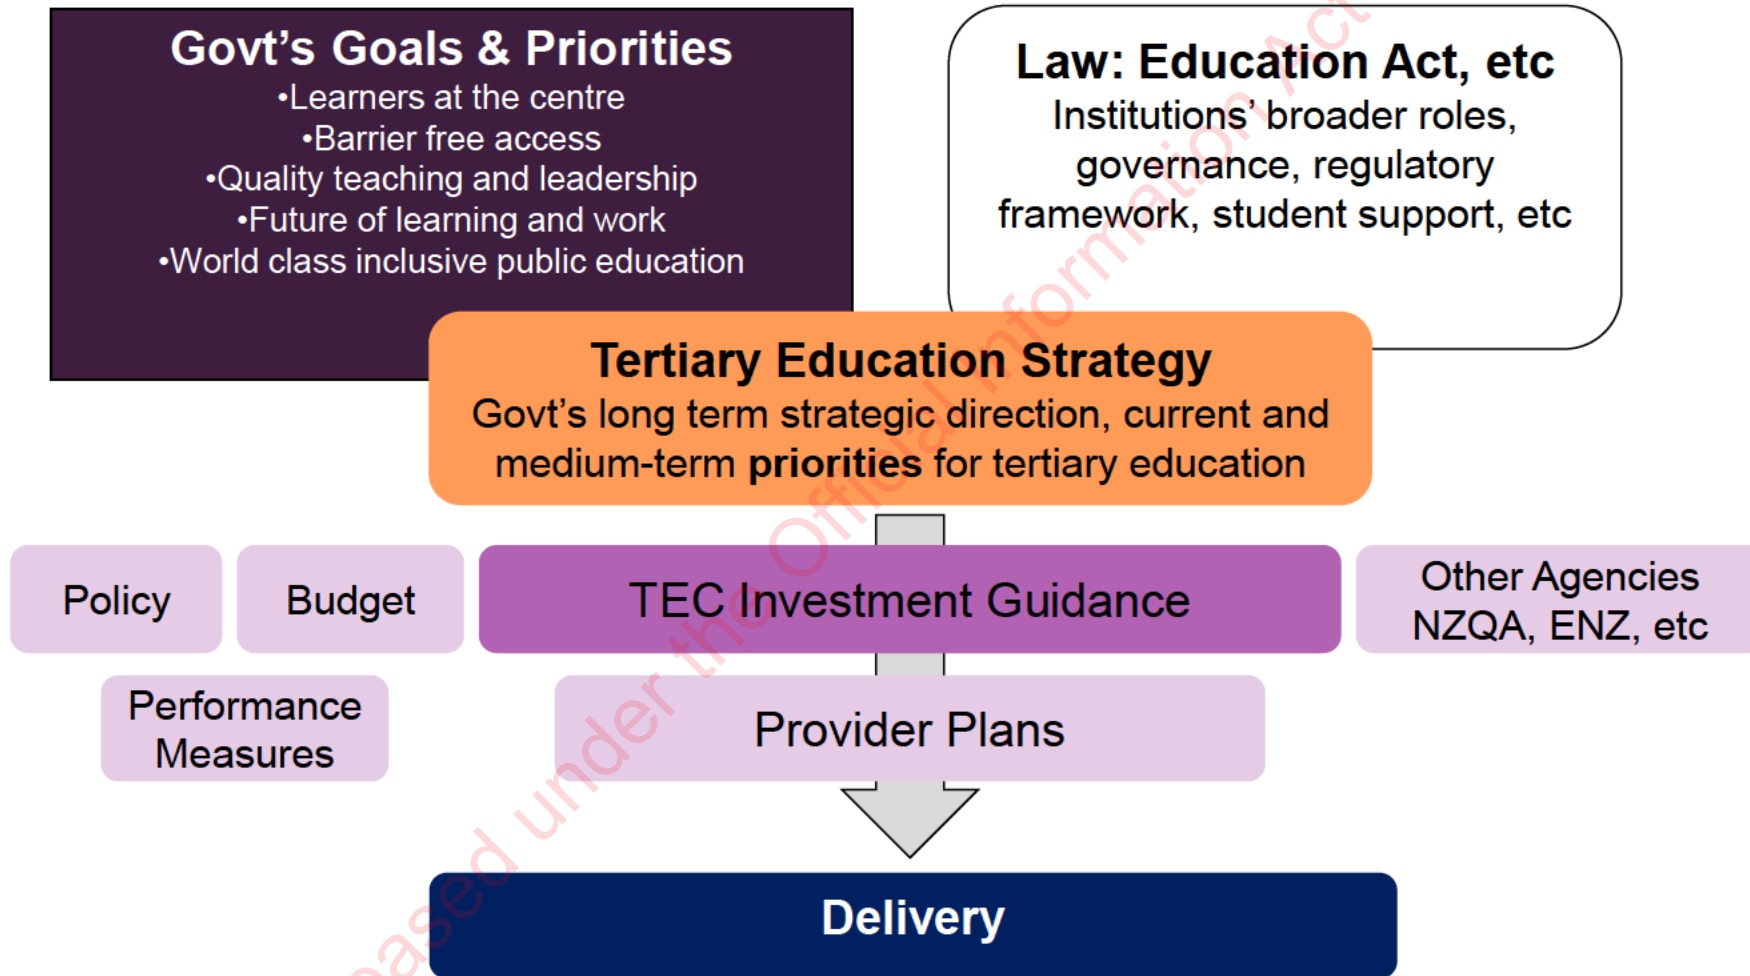 Govt's Goals & Priorities
•Learners at the centre
•Barrier free access
•Quality teaching and leadership
•Future of learning and work
•World class inclusive public education
Law: Education Act, etc
Institutions' broader roles,
governance, regulatory
framework, student support, etc
Tertiary Education Strategy
Govt's long term strategic direction, current and
medium-term priorities for tertiary education
Policy
Budget
TEC Investment Guidance
Other Agencies
NZQA, ENZ, etc
Performance
Measures
Provider Plans
Delivery
under the Official Information Act